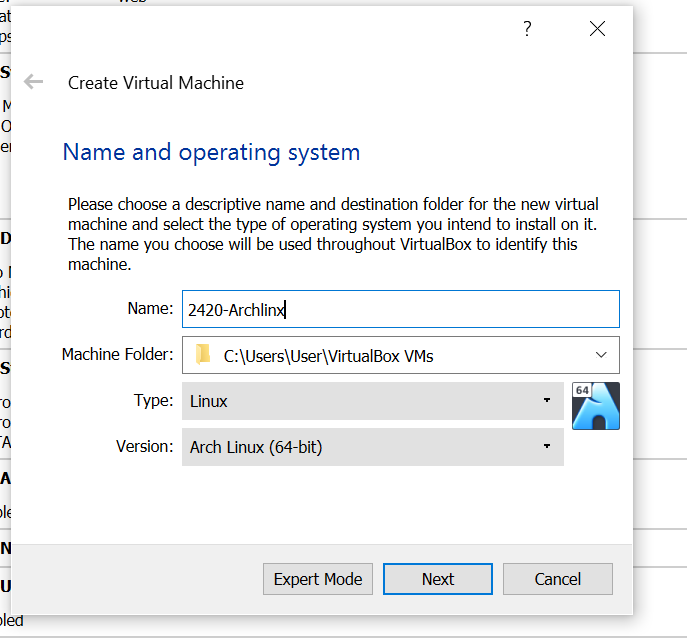 ?
Create Virtual Machine
Name and operating system
Please choose a descriptive name and destination folder for the new virtual
machine and select the type of operating system you intend to install on it.
The name you choose will be used throughout VirtualBox to identify this
machine.
Name: 2420-Archlinx
Machine Folder: C:\Users\User\VirtualBox VMs
Type: Linux
64
Version: Arch Linux (64-bit)
Expert Mode Next Cancel